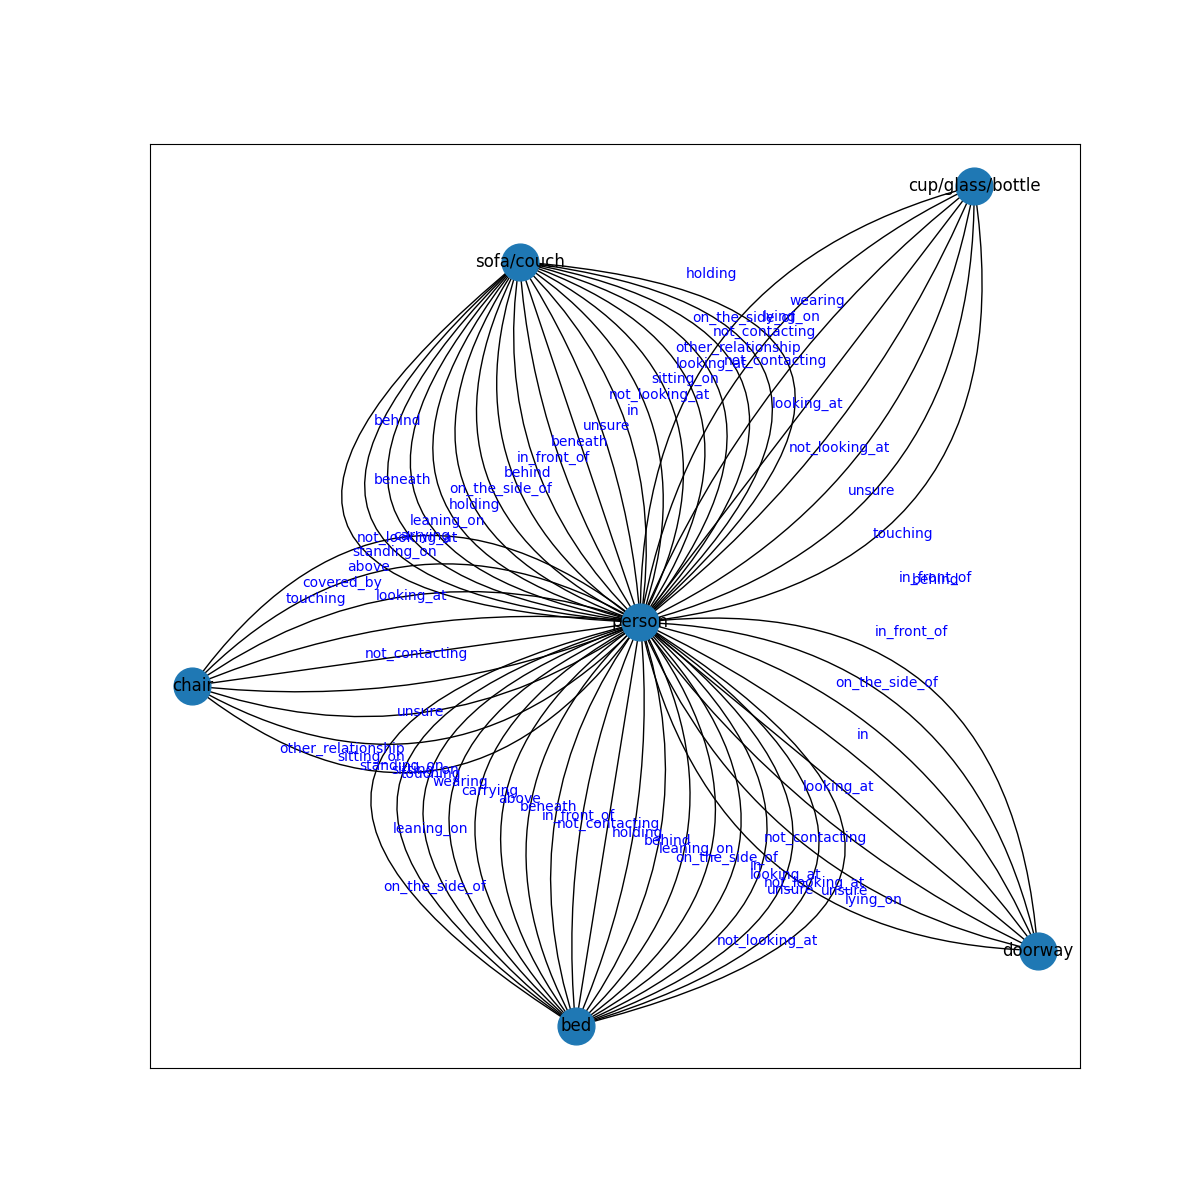 cup/glass/bottle
sofa/couch
holding
wearing
on_the_side_of
lying_on
not_contacting
other_relationship
looking_at
not_contacting
sitting_on
not_looking_at
looking_at
in
behind
unsure
beneath
not_looking_at
in_front_of
behind
beneath
on_the_side_of
unsure
holding
leaning_on
touching
carrying
not_looking_at
standing_on
above
in_front_of
behind
covered_by
looking_at
touching
person
in_front_of
not_contacting
on_the_side_of
chair
unsure
in
other_relationship
sitting_on
standing_on
sitting_on
touching
wearing
looking_at
carrying
above
beneath
in_front_of
not_contacting
leaning_on
holding
not_contacting
behind
leaning_on
on_the_side_of
in
looking_at
not_looking_at
on_the_side_of
unsure
unsure
lying_on
not_looking_at
doorway
bed